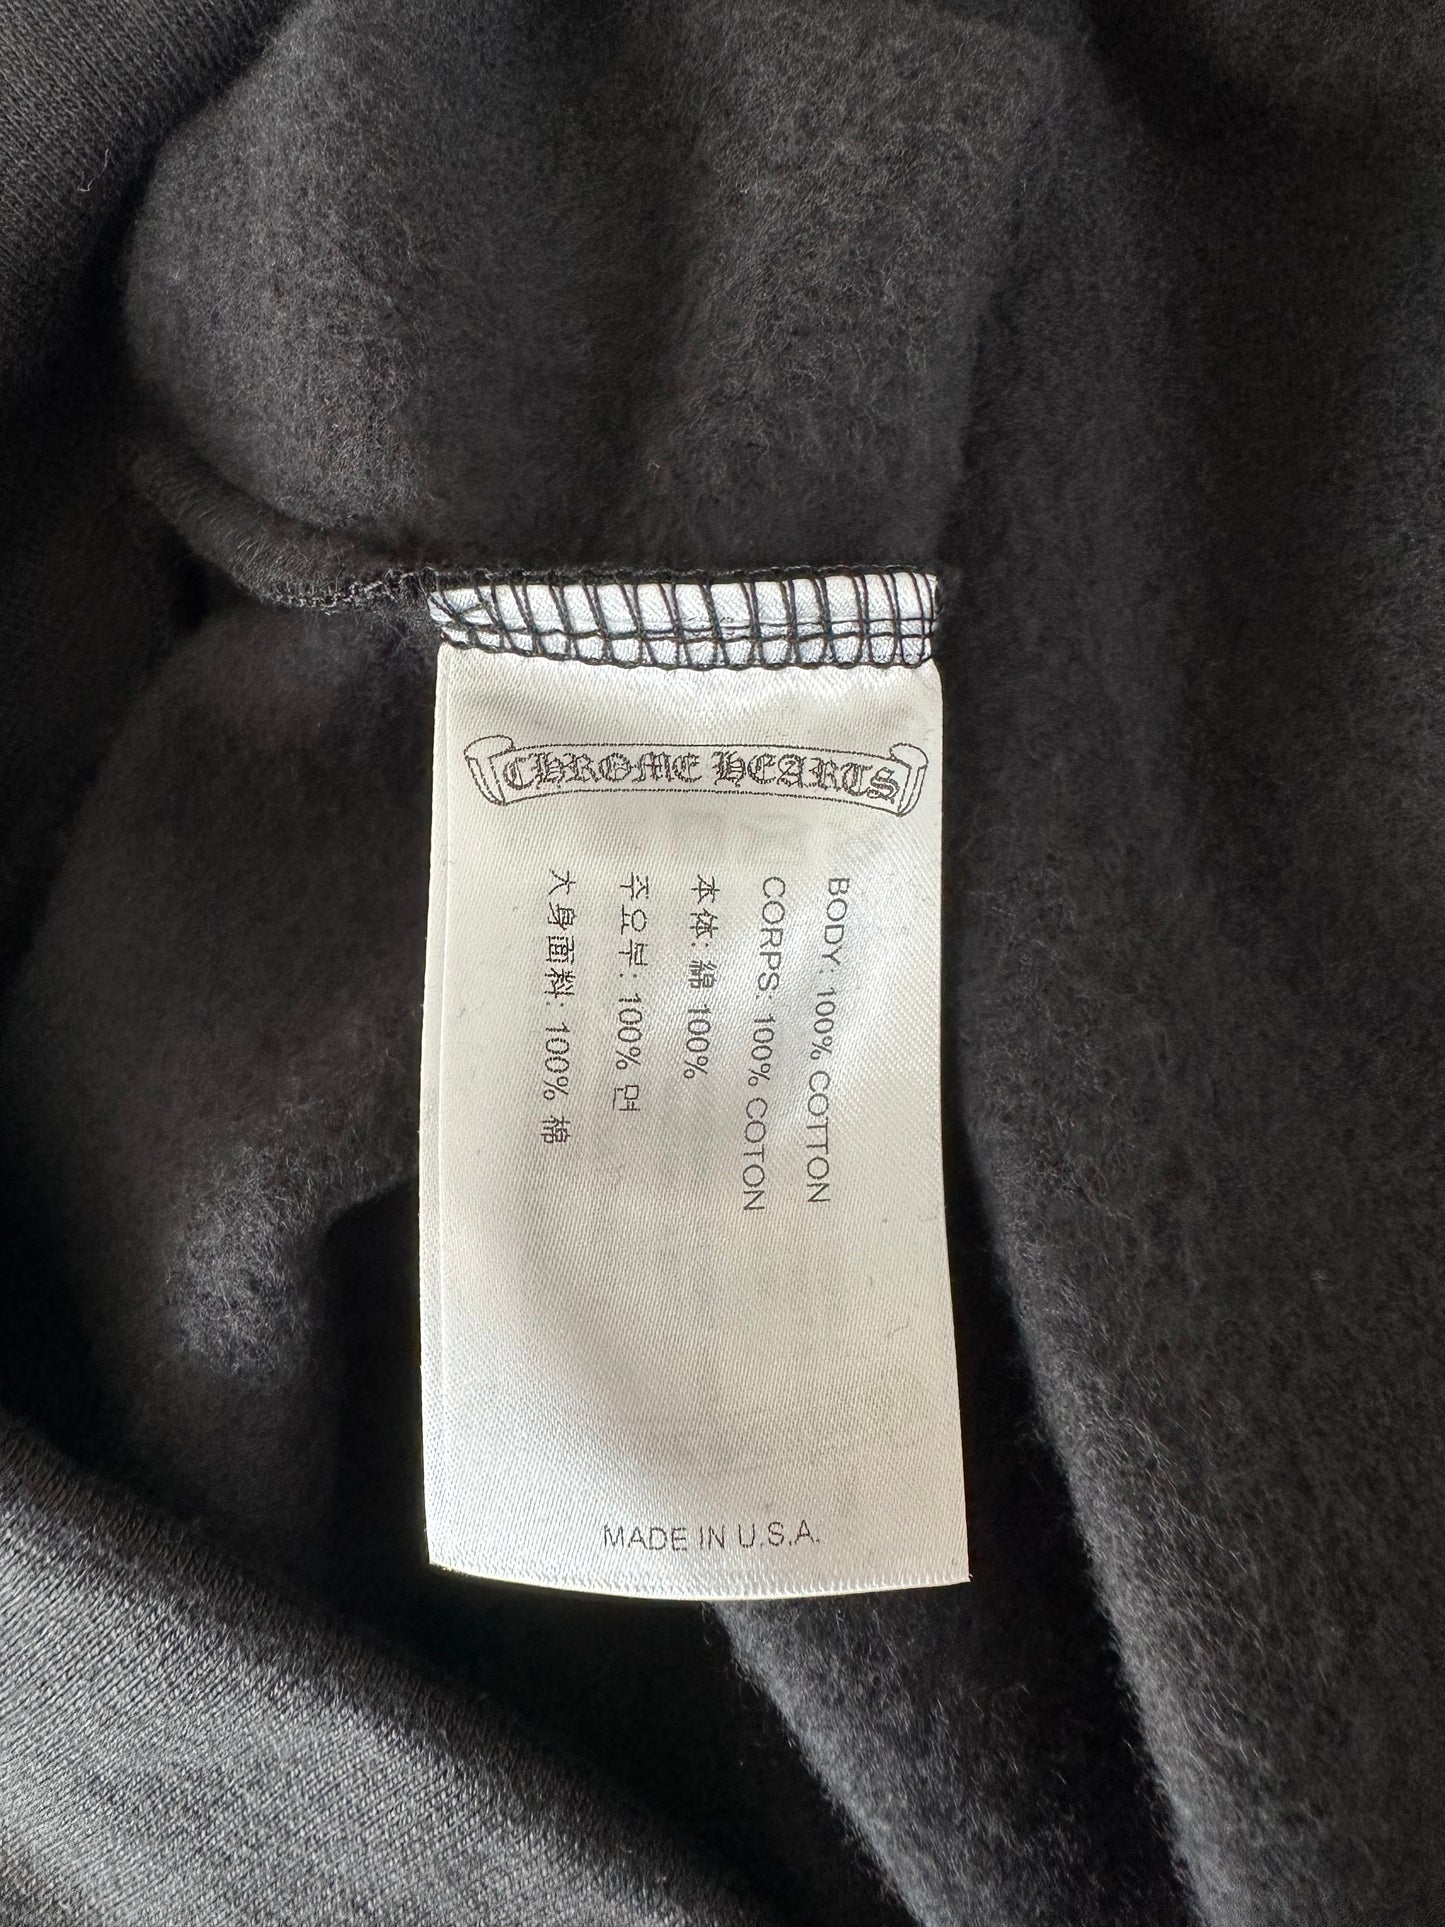 CHROME HEARTS
BODY: 100% COTTON
CORPS: 100% COTON
本体: 綿 100%
주요부: 100% 면
大身面料: 100% 棉
MADE IN U.S.A.